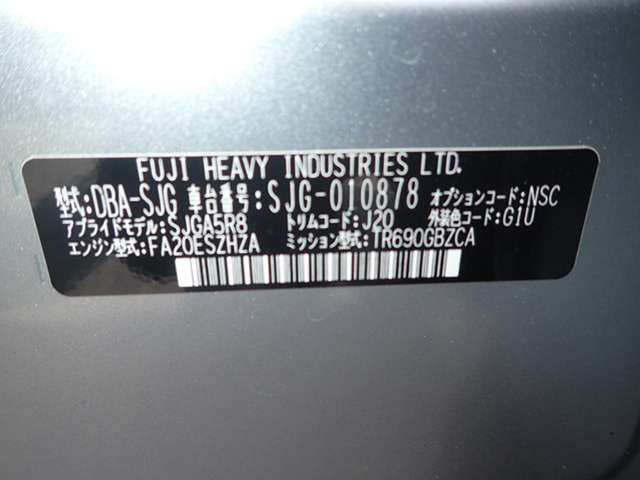 FUJI HEAVY INDUSTRIES LTD.
型式:DBA-SJG 車台番号:SJG-010878 オプションコード:NSC
アプライドモデル:SJGA5R8 トリムコード:J20 外装色コード:G1U
エンジン型式:FA20ESZHZA ミッション型式:TR690GBZCA